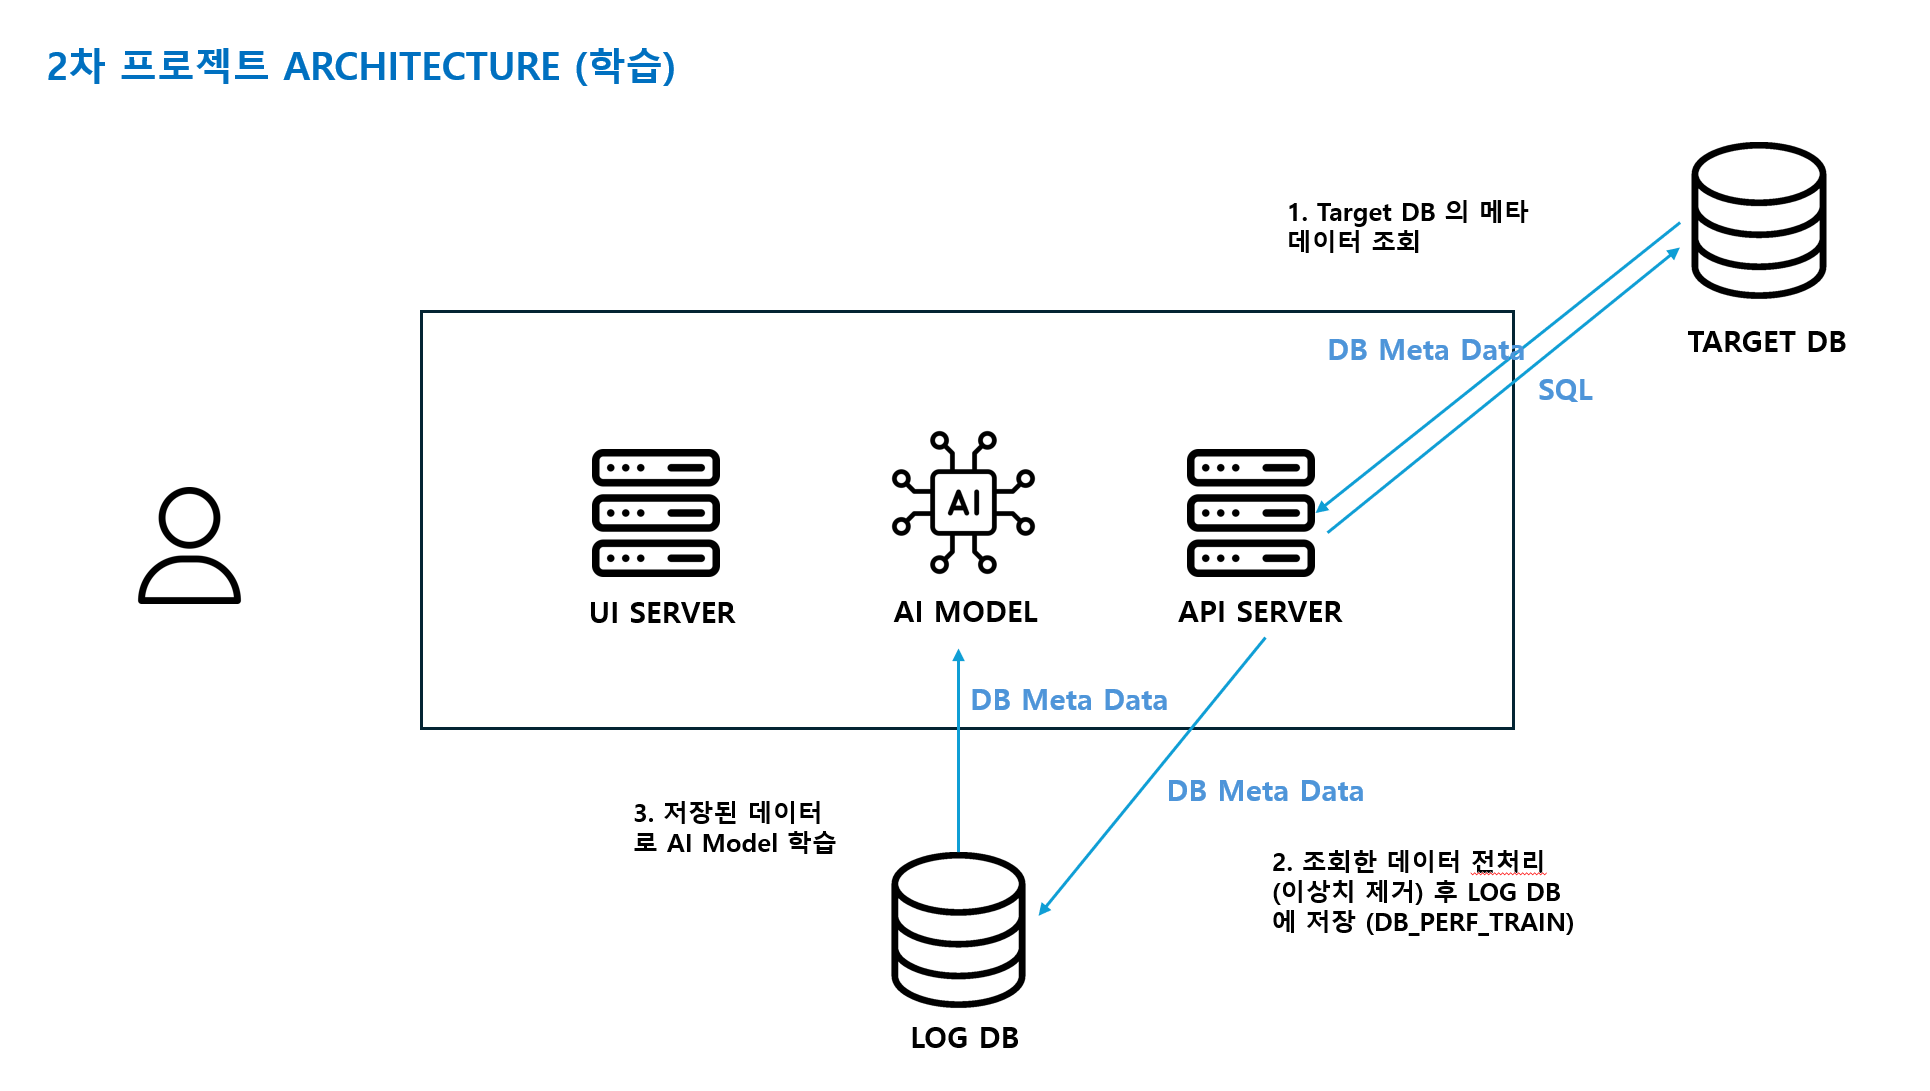 2차 프로젝트 ARCHITECTURE (학습)
1. Target DB 의 메타
데이터 조회
TARGET DB
DB Meta Data
SQL
AI
UI SERVER
AI MODEL
API SERVER
DB Meta Data
DB Meta Data
3. 저장된 데이터
로 AI Model 학습
2. 조회한 데이터 전처리
(이상치 제거) 후 LOG DB
에 저장 (DB_PERF_TRAIN)
LOG DB